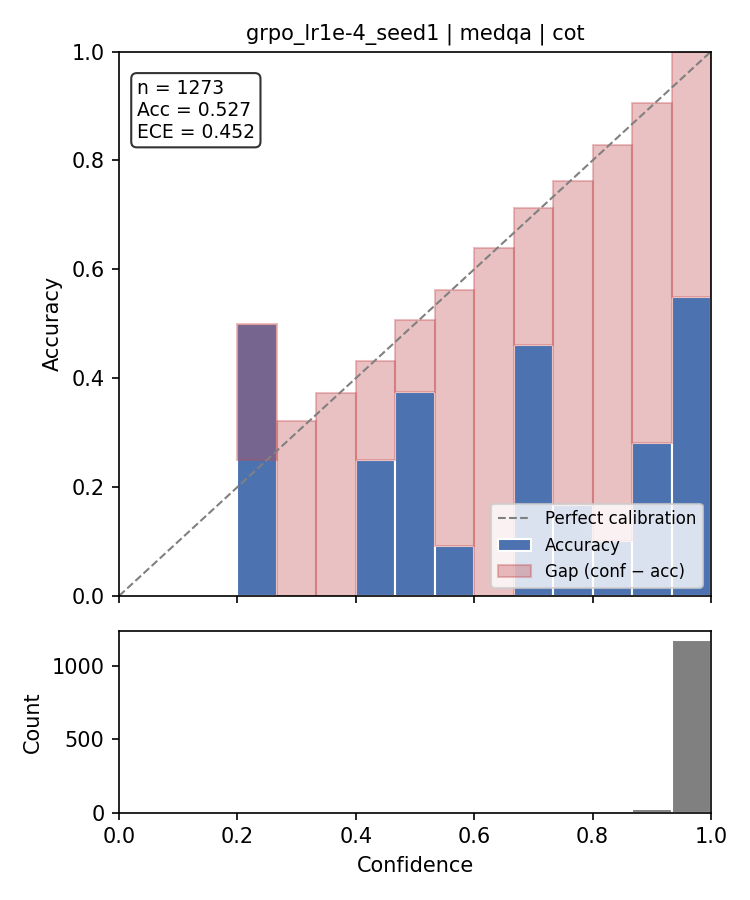 grpo_lr1e-4_seed1 | medqa | cot
n = 1273
Acc = 0.527
ECE = 0.452
1.0
0.8
0.6
0.4
0.2
0.0
Accuracy
Perfect calibration
Accuracy
Gap (conf − acc)
1000
500
0
Count
0.0 0.2 0.4 0.6 0.8 1.0
Confidence